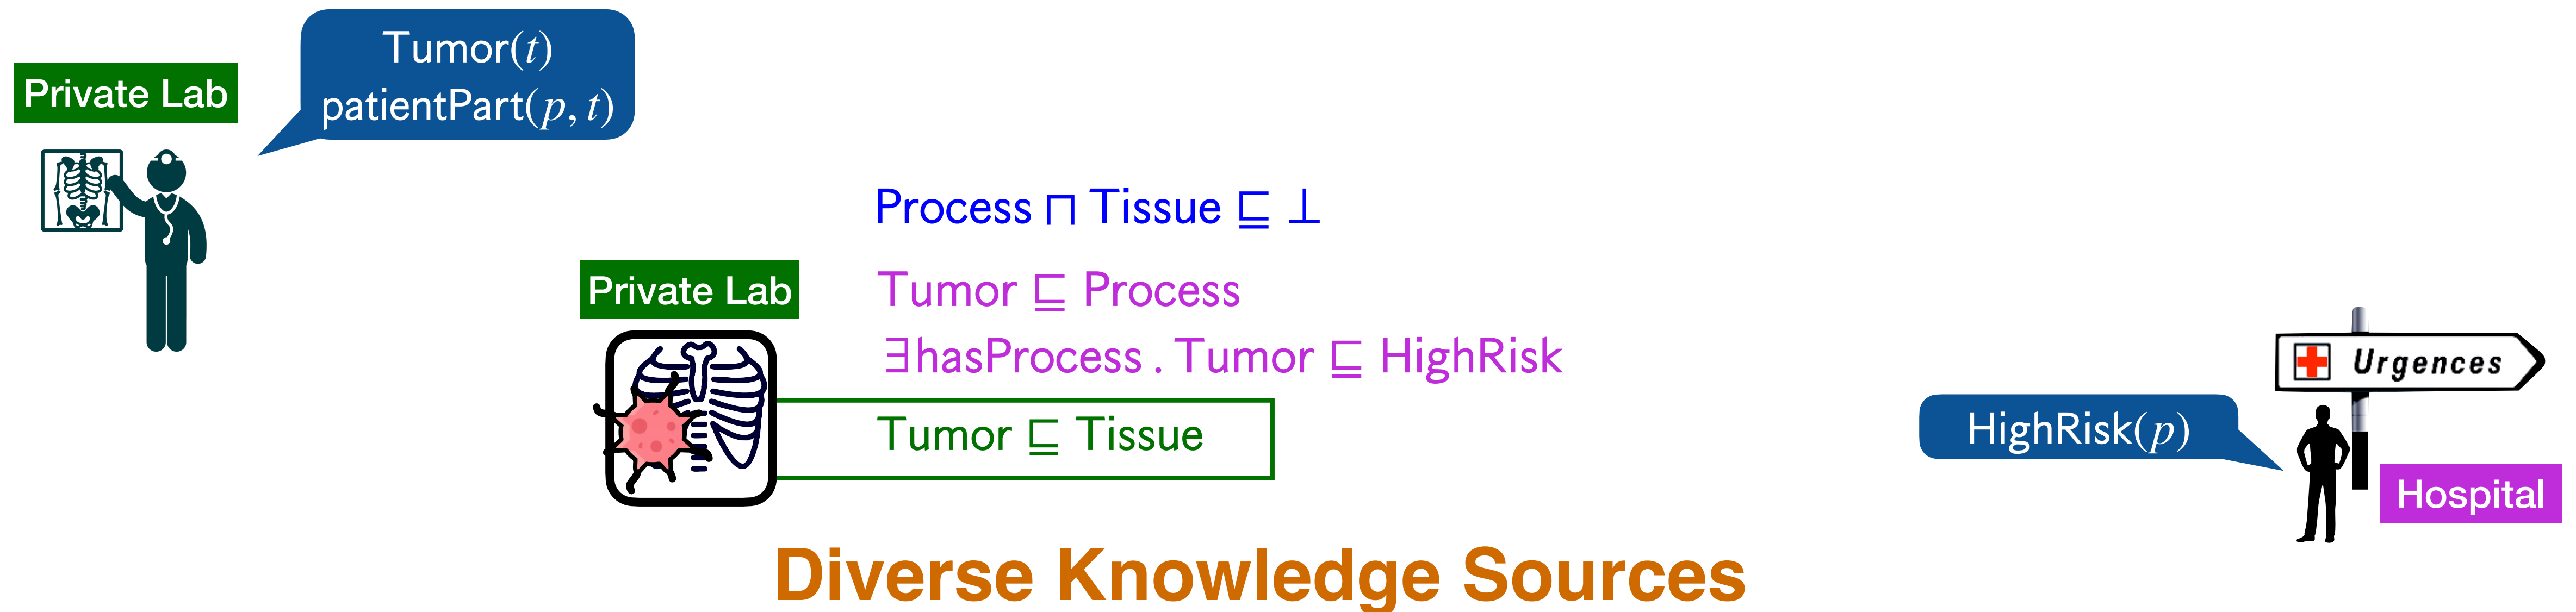 Private Lab
Tumor(t)
patientPart(p, t)
Process ⊓ Tissue ⊑ ⊥
Private Lab
Tumor ⊑ Process
∃hasProcess . Tumor ⊑ HighRisk
Tumor ⊑ Tissue
Urgences
HighRisk(p)
Hospital
Diverse Knowledge Sources